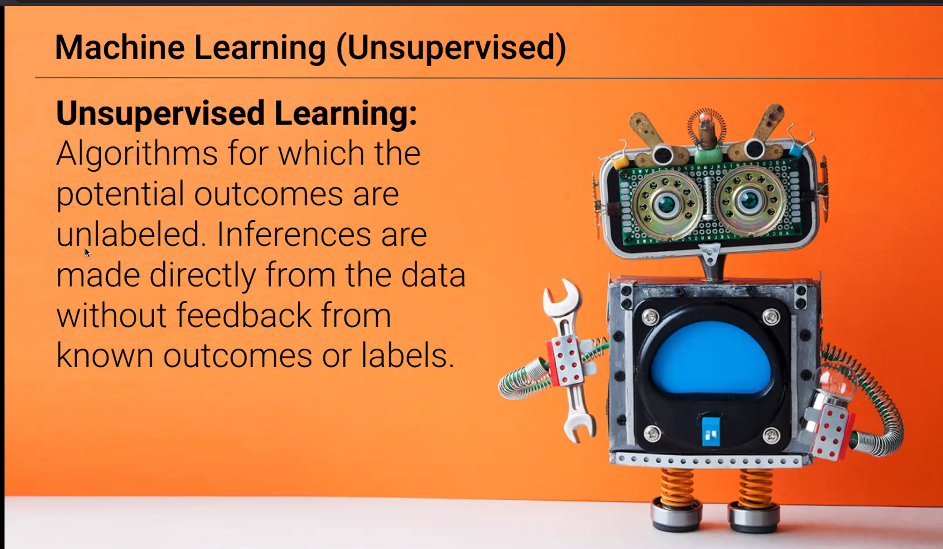 Machine Learning (Unsupervised)
Unsupervised Learning:
Algorithms for which the
potential outcomes are
unlabeled. Inferences are
made directly from the data
without feedback from
known outcomes or labels.